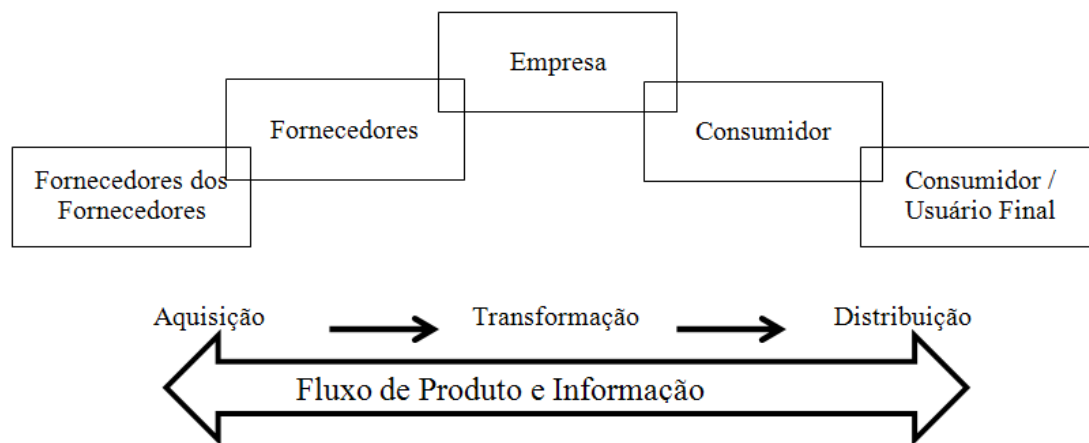 Empresa
Fornecedores
Consumidor
Fornecedores dos
Fornecedores
Consumidor /
Usuário Final
Aquisição
Transformação
Distribuição
Fluxo de Produto e Informação